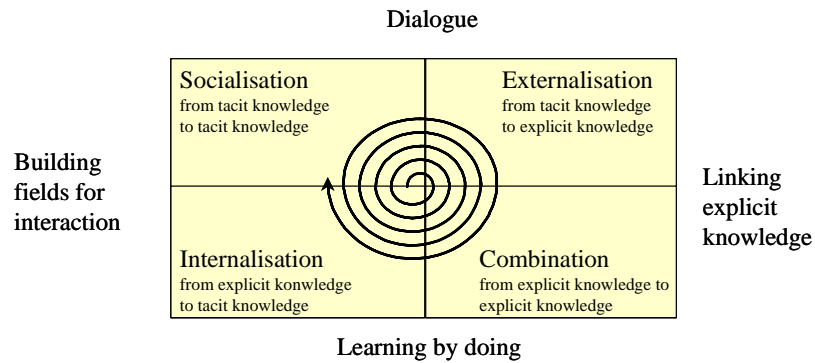 Dialogue
Socialisation
from tacit knowledge
to tacit knowledge
Externalisation
from tacit knowledge
to explicit knowledge
Building
fields for
interaction
Linking
explicit
knowledge
Internalisation
from explicit konwledge
to tacit knowledge
Combination
from explicit knowledge to
explicit knowledge
Learning by doing